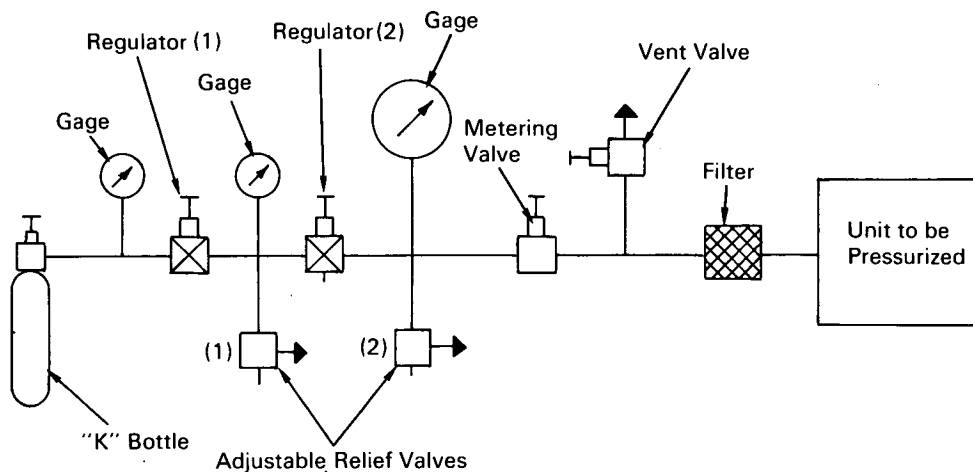 Gage
Regulator (1)
Regulator (2)
Vent Valve
Gage
Gage
Metering
Valve
Filter
Unit to be
Pressurized
(1)
(2)
"K" Bottle
Adjustable Relief Valves